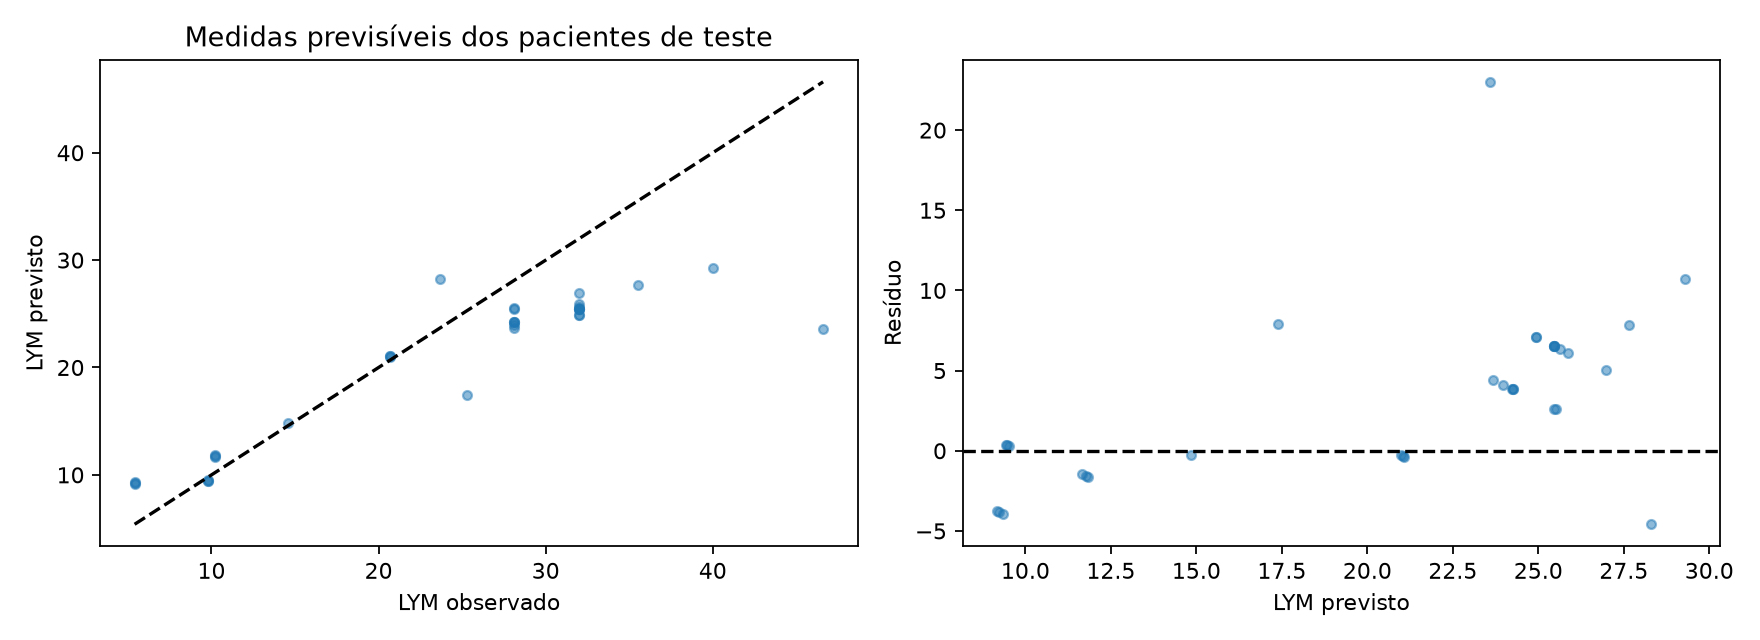 Medidas previsíveis dos pacientes de teste
LYM previsto
40
30
20
10
10 20 30 40
LYM observado
Resíduo
20
15
10
5
0
−5
10.0 12.5 15.0 17.5 20.0 22.5 25.0 27.5 30.0
LYM previsto